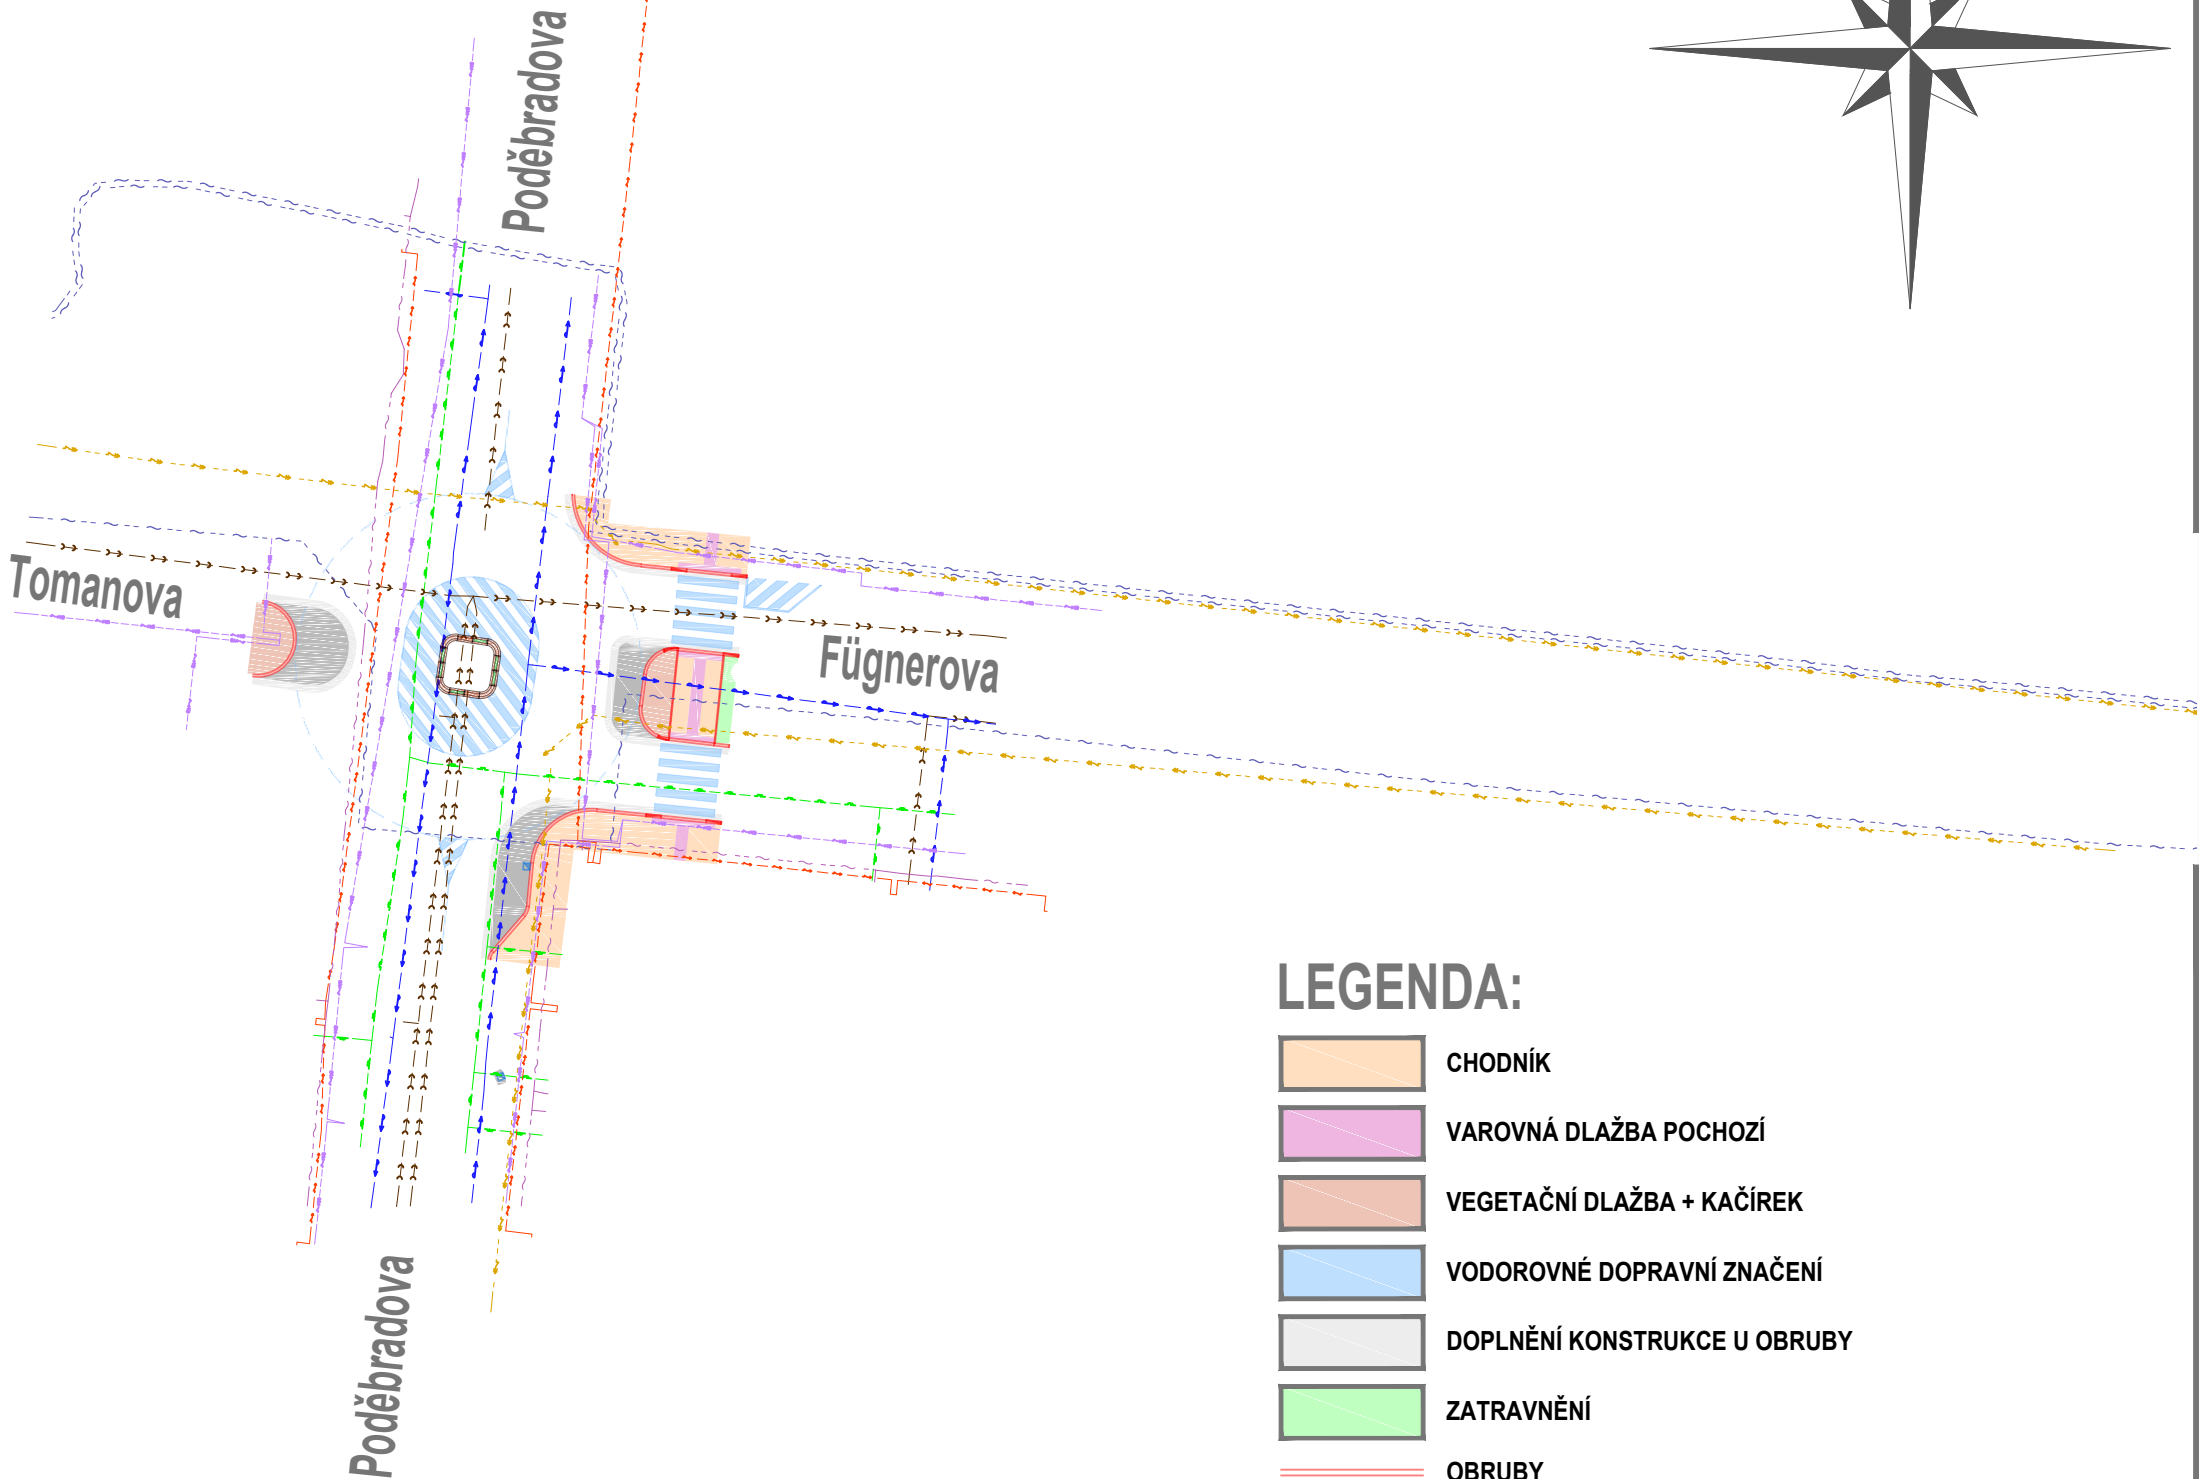 Poděbradova
Tomanova
Fügnerova
Poděbradova
LEGENDA:
CHODNÍK
VAROVNÁ DLAŽBA POCHOZÍ
VEGETAČNÍ DLAŽBA + KAČÍREK
VODOROVNÉ DOPRAVNÍ ZNAČENÍ
DOPLNĚNÍ KONSTRUKCE U OBRUBY
ZATRAVNĚNÍ
OBRUBY